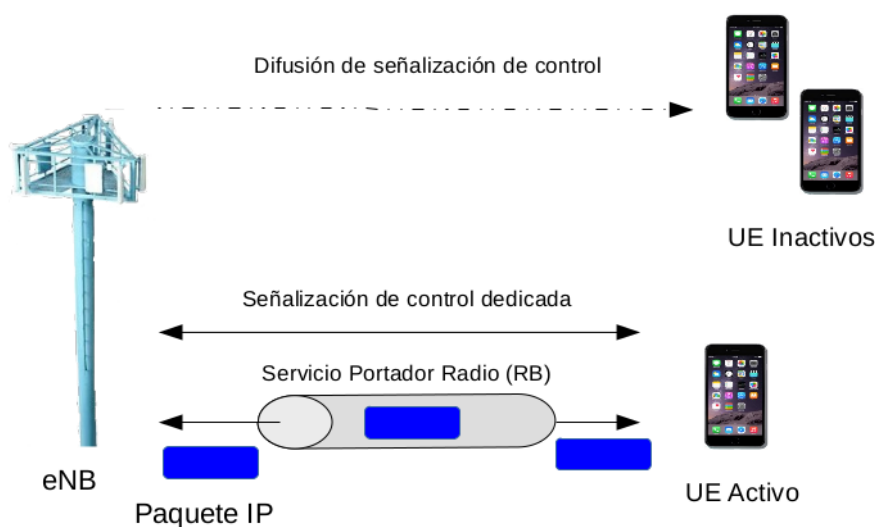 Difusión de señalización de control
UE Inactivos
Señalización de control dedicada
Servicio Portador Radio (RB)
eNB
UE Activo
Paquete IP